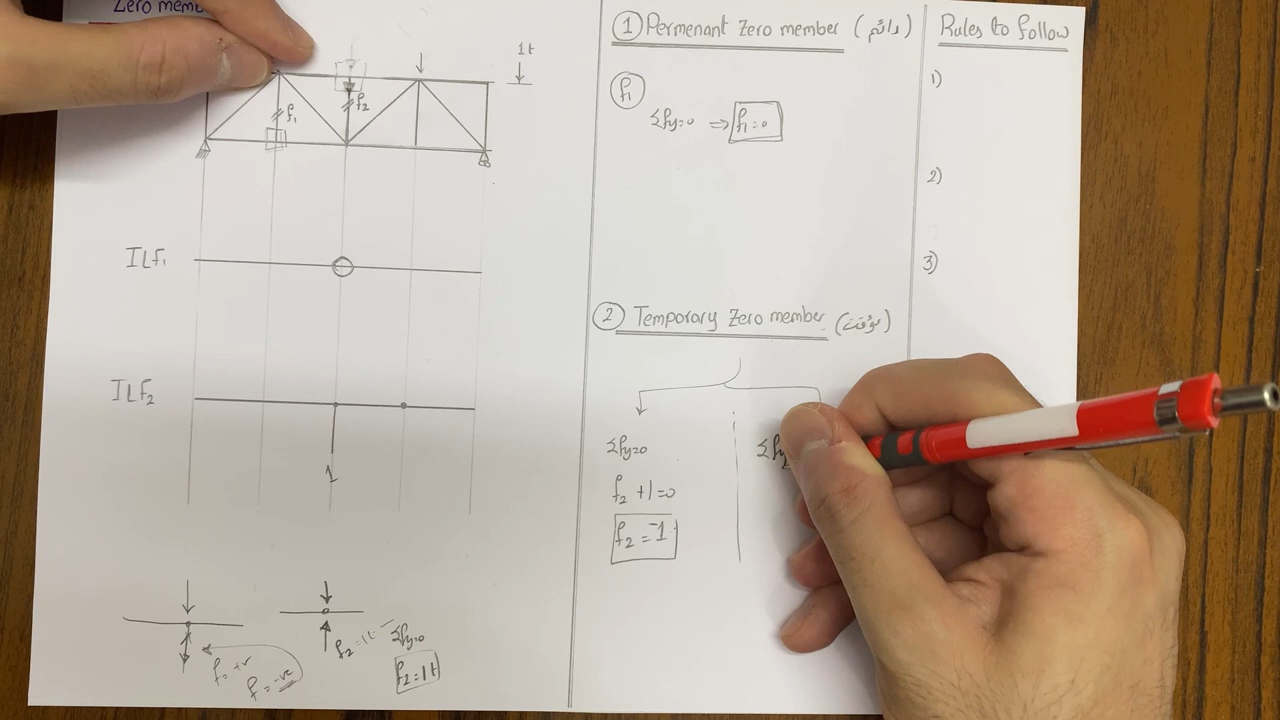 Zero memb
1t
f1
f2
ILf1
ILf2
1
f=+v
f=-ve
f2=1t
Σfy=0
f2=1t
① Permenant Zero member (دائم)
f1
Σfy=0 ⇒ f1=0
② Temporary Zero member (مؤقت)
Σfy=0
f2+1=0
f2=-1
Σfy
Rules to follow
1)
2)
3)